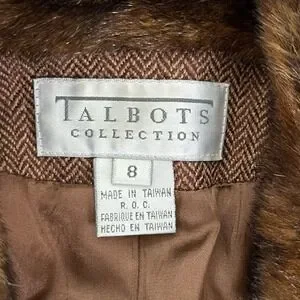 TALBOTS
COLLECTION
8
MADE IN TAIWAN
R. O. C.
FABRIQUE EN TAIWAN
HECHO EN TAIWAN